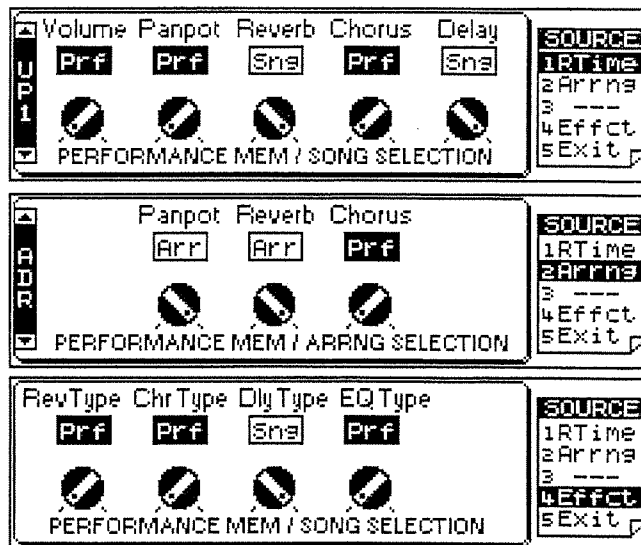 Volume Panpot Reverb Chorus Delay
Prf Prf Sng Prf Sng
UP1
PERFORMANCE MEM / SONG SELECTION
SOURCE
1RTime
2Arrng
3 ---
4Effct
5Exit
Panpot Reverb Chorus
Arr Arr Prf
ADR
PERFORMANCE MEM / ARRNG SELECTION
SOURCE
1RTime
2Arrng
3 ---
4Effct
5Exit
RevType ChrType DlyType EQType
Prf Prf Sng Prf
PERFORMANCE MEM / SONG SELECTION
SOURCE
1RTime
2Arrng
3 ---
4Effct
5Exit